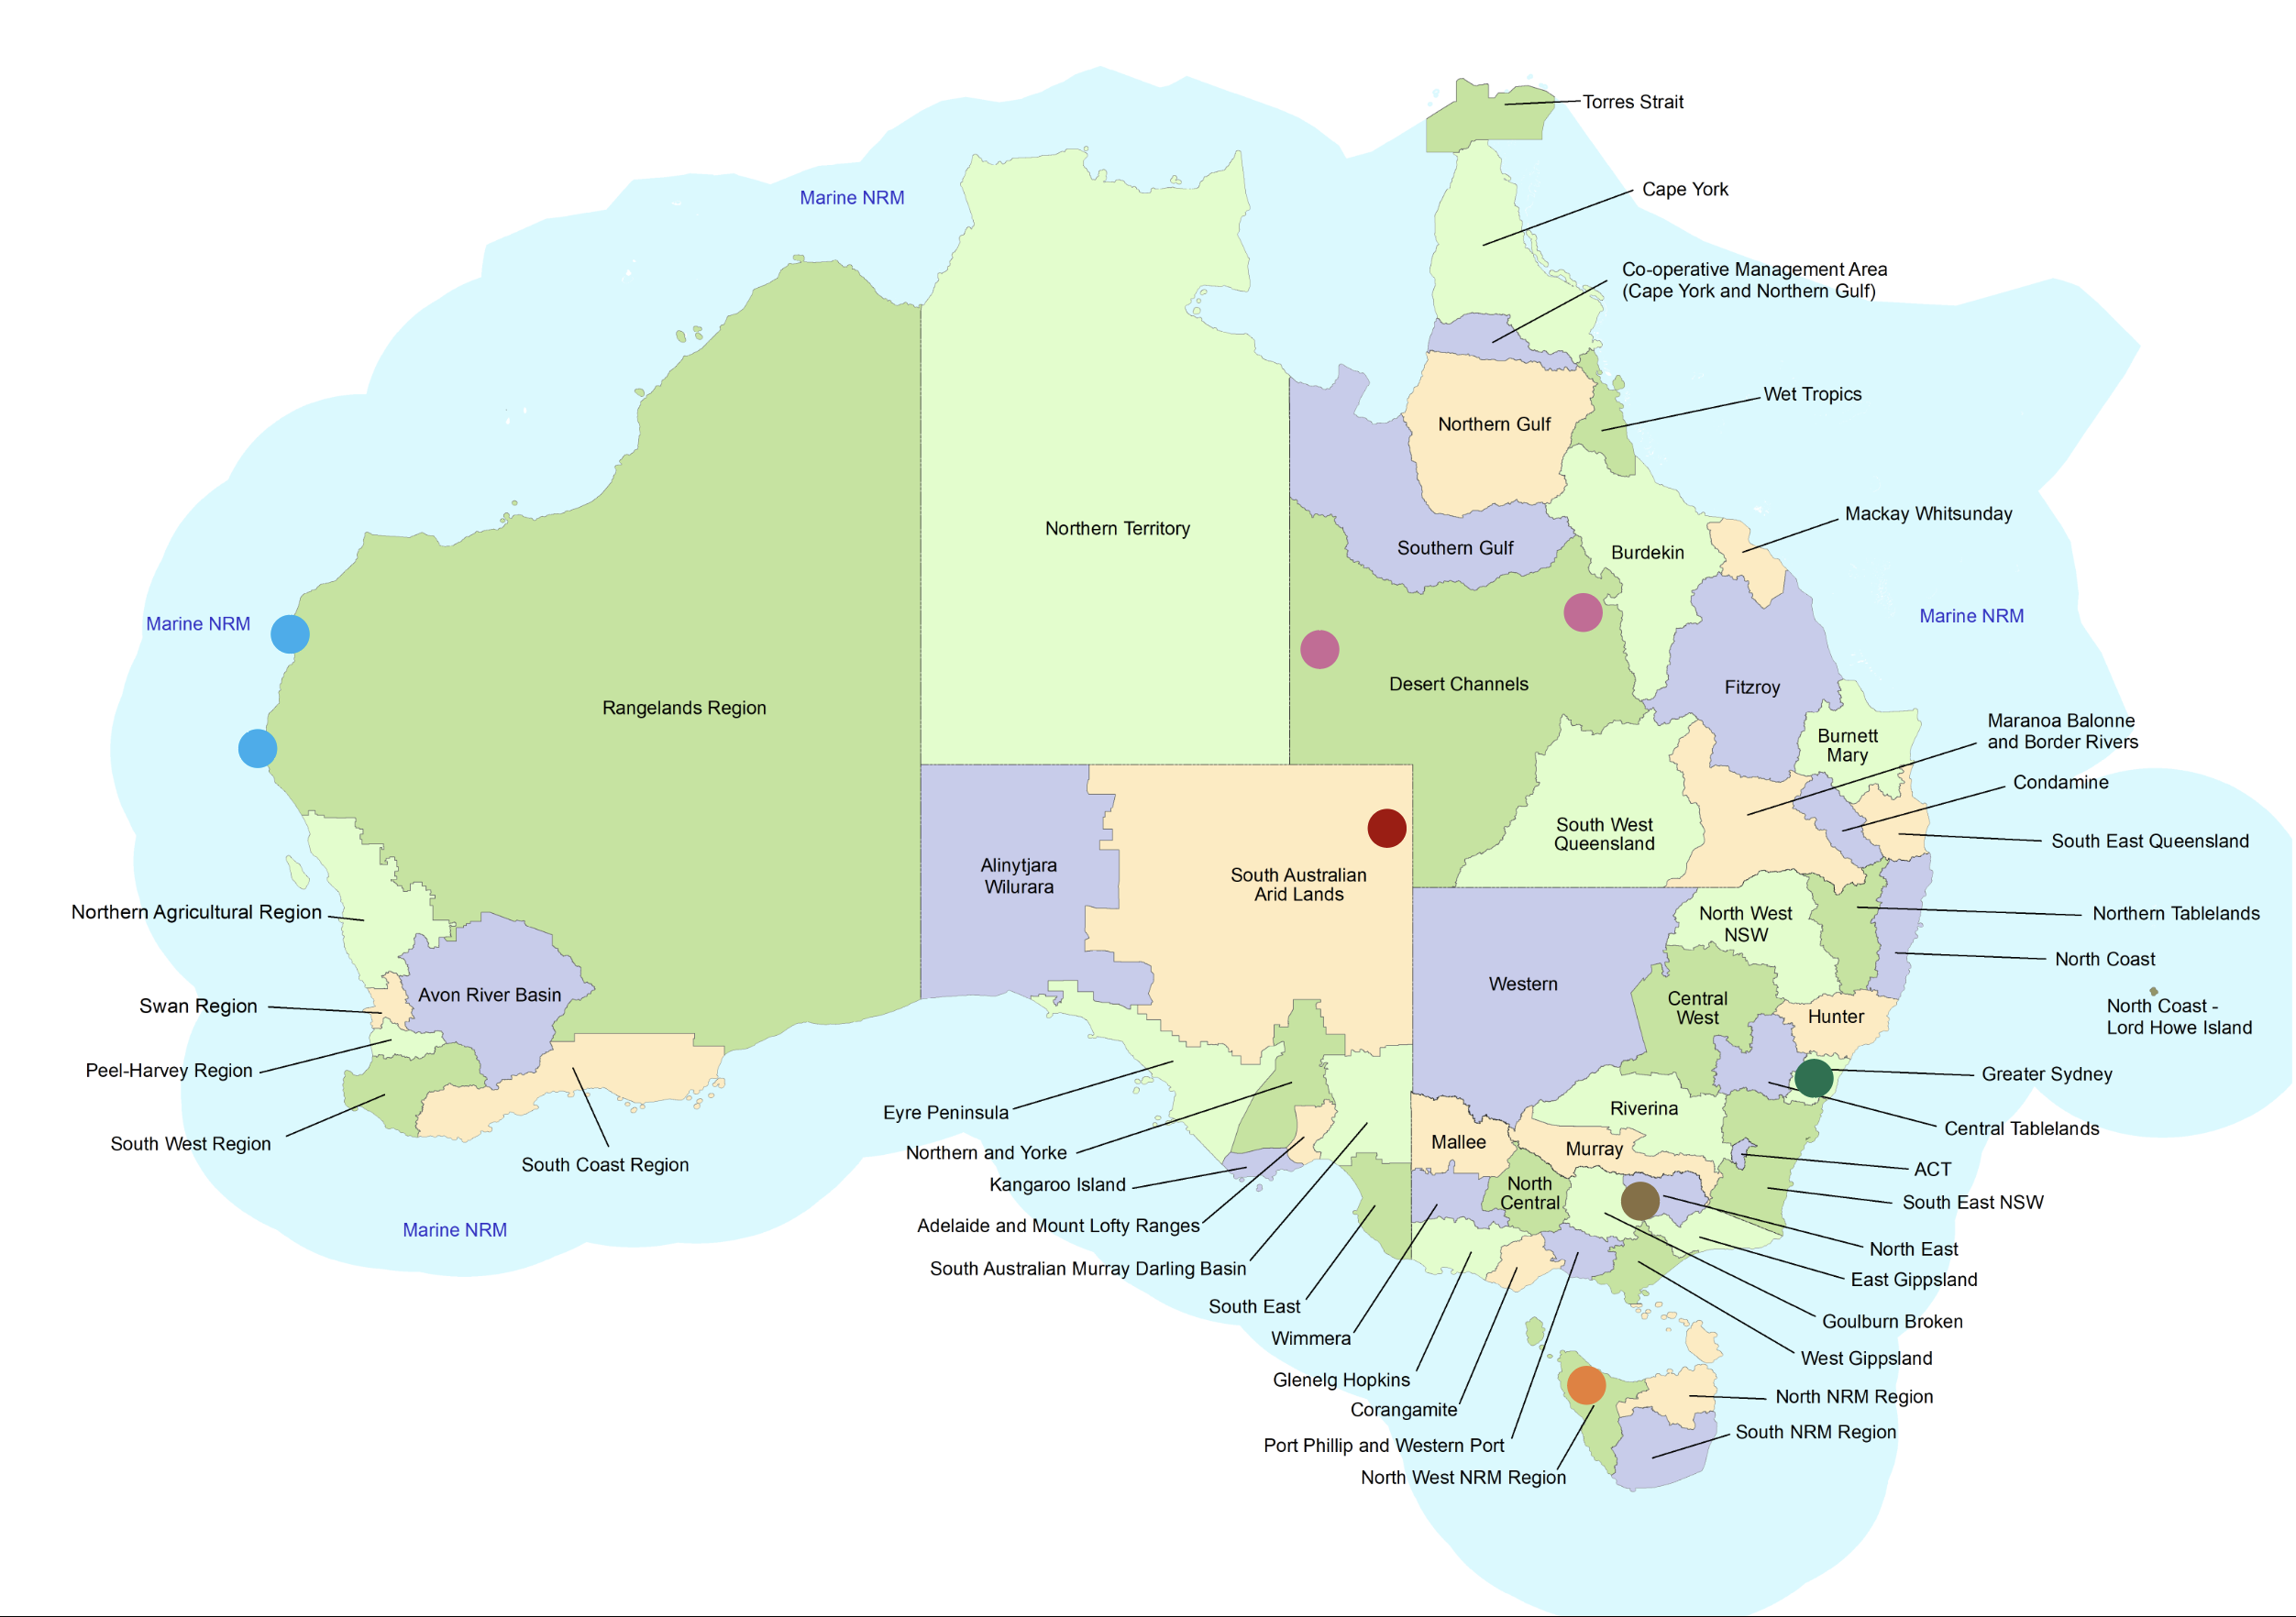 Torres Strait
Cape York
Marine NRM
Co-operative Management Area
(Cape York and Northern Gulf)
Wet Tropics
Northern Gulf
Mackay Whitsunday
Northern Territory
Southern Gulf
Burdekin
Marine NRM
Marine NRM
Desert Channels
Fitzroy
Rangelands Region
Maranoa Balonne
and Border Rivers
Burnett
Mary
Condamine
South West
Queensland
South East Queensland
Alinytjara
Wilurara
South Australian
Arid Lands
Northern Agricultural Region
North West
NSW
Northern Tablelands
North Coast
Western
Avon River Basin
Swan Region
Central
West
Hunter
North Coast -
Lord Howe Island
Peel-Harvey Region
Greater Sydney
Eyre Peninsula
Riverina
Central Tablelands
South West Region
Mallee
Murray
Northern and Yorke
South Coast Region
ACT
Kangaroo Island
North
Central
South East NSW
Adelaide and Mount Lofty Ranges
Marine NRM
North East
South Australian Murray Darling Basin
East Gippsland
South East
Goulburn Broken
Wimmera
West Gippsland
Glenelg Hopkins
North NRM Region
Corangamite
South NRM Region
Port Phillip and Western Port
North West NRM Region